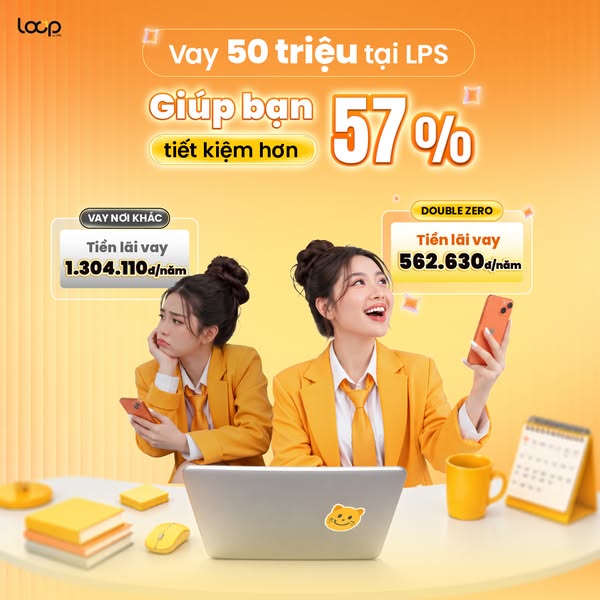 Loop
Vay 50 triệu tại LPS
Giúp bạn
tiết kiệm hơn
57%
VAY NƠI KHÁC
Tiền lãi vay
1.304.110đ/năm
DOUBLE ZERO
Tiền lãi vay
562.630đ/năm